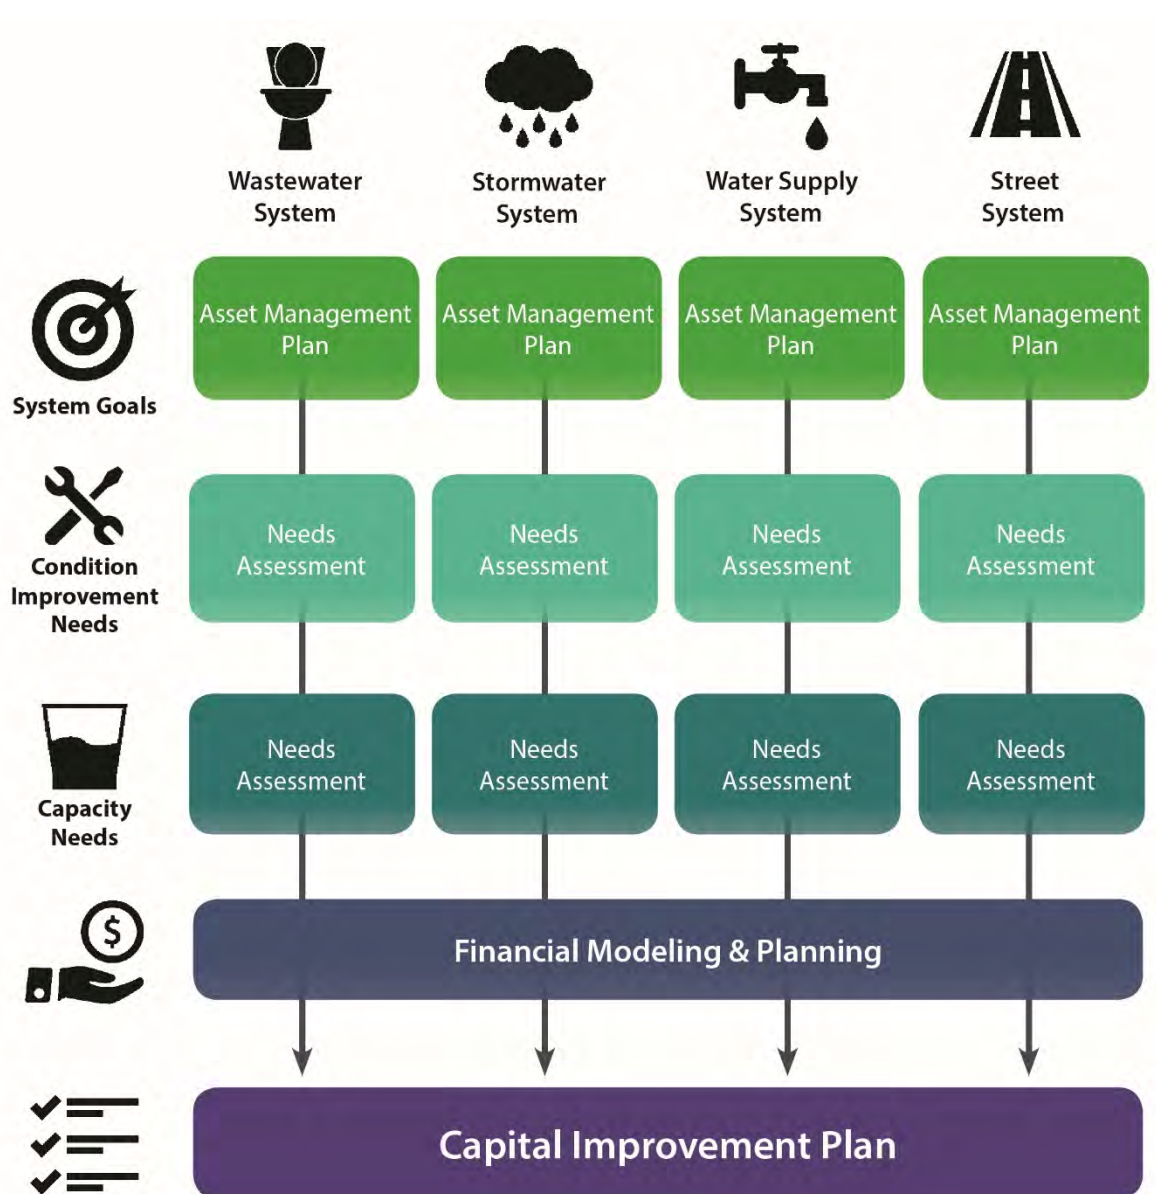 Wastewater
System
Stormwater
System
Water Supply
System
Street
System
System Goals
Asset Management
Plan
Asset Management
Plan
Asset Management
Plan
Asset Management
Plan
Condition
Improvement
Needs
Needs
Assessment
Needs
Assessment
Needs
Assessment
Needs
Assessment
Capacity
Needs
Needs
Assessment
Needs
Assessment
Needs
Assessment
Needs
Assessment
$
Financial Modeling & Planning
Capital Improvement Plan